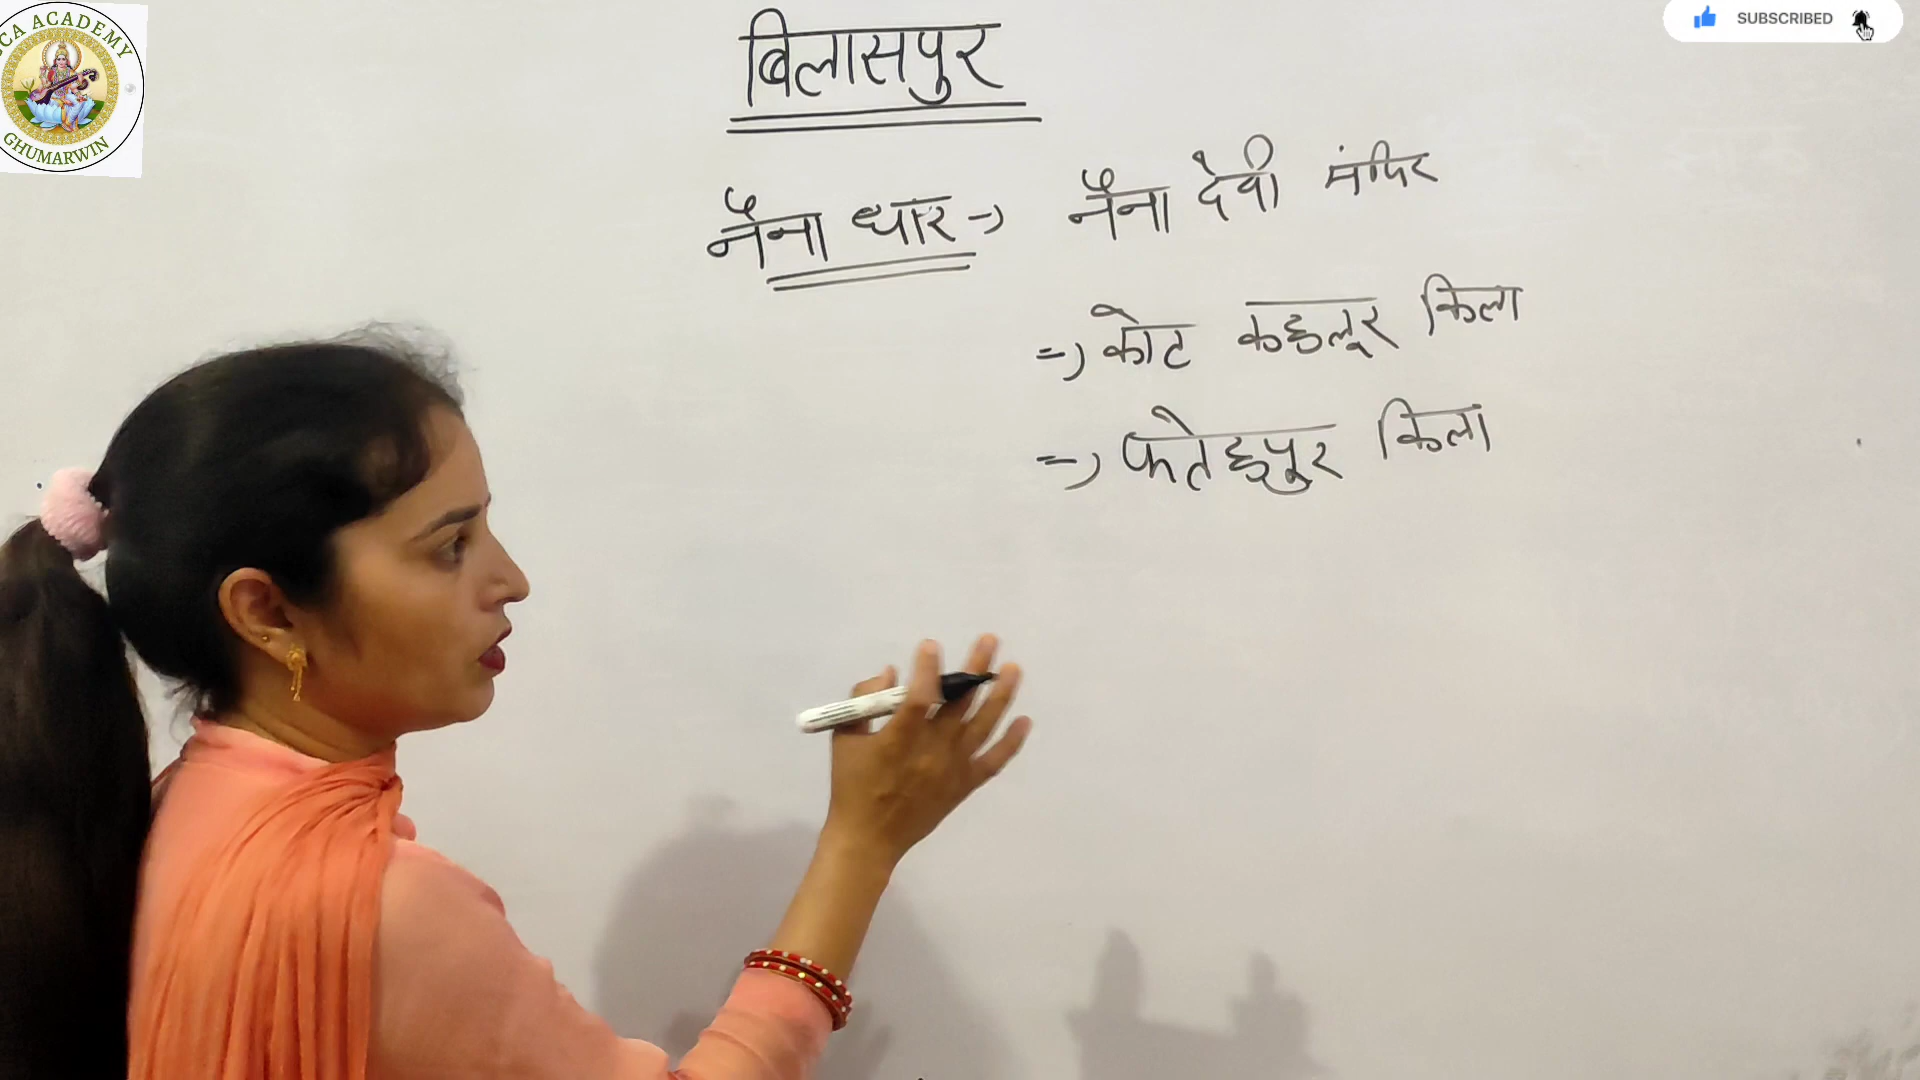 CA ACADEMY
GHUMARWIN
SUBSCRIBED
बिलासपुर
नैना धार → नैना देवी मंदिर
⇒ कोट कहलूर किला
⇒ फतेहपुर किला